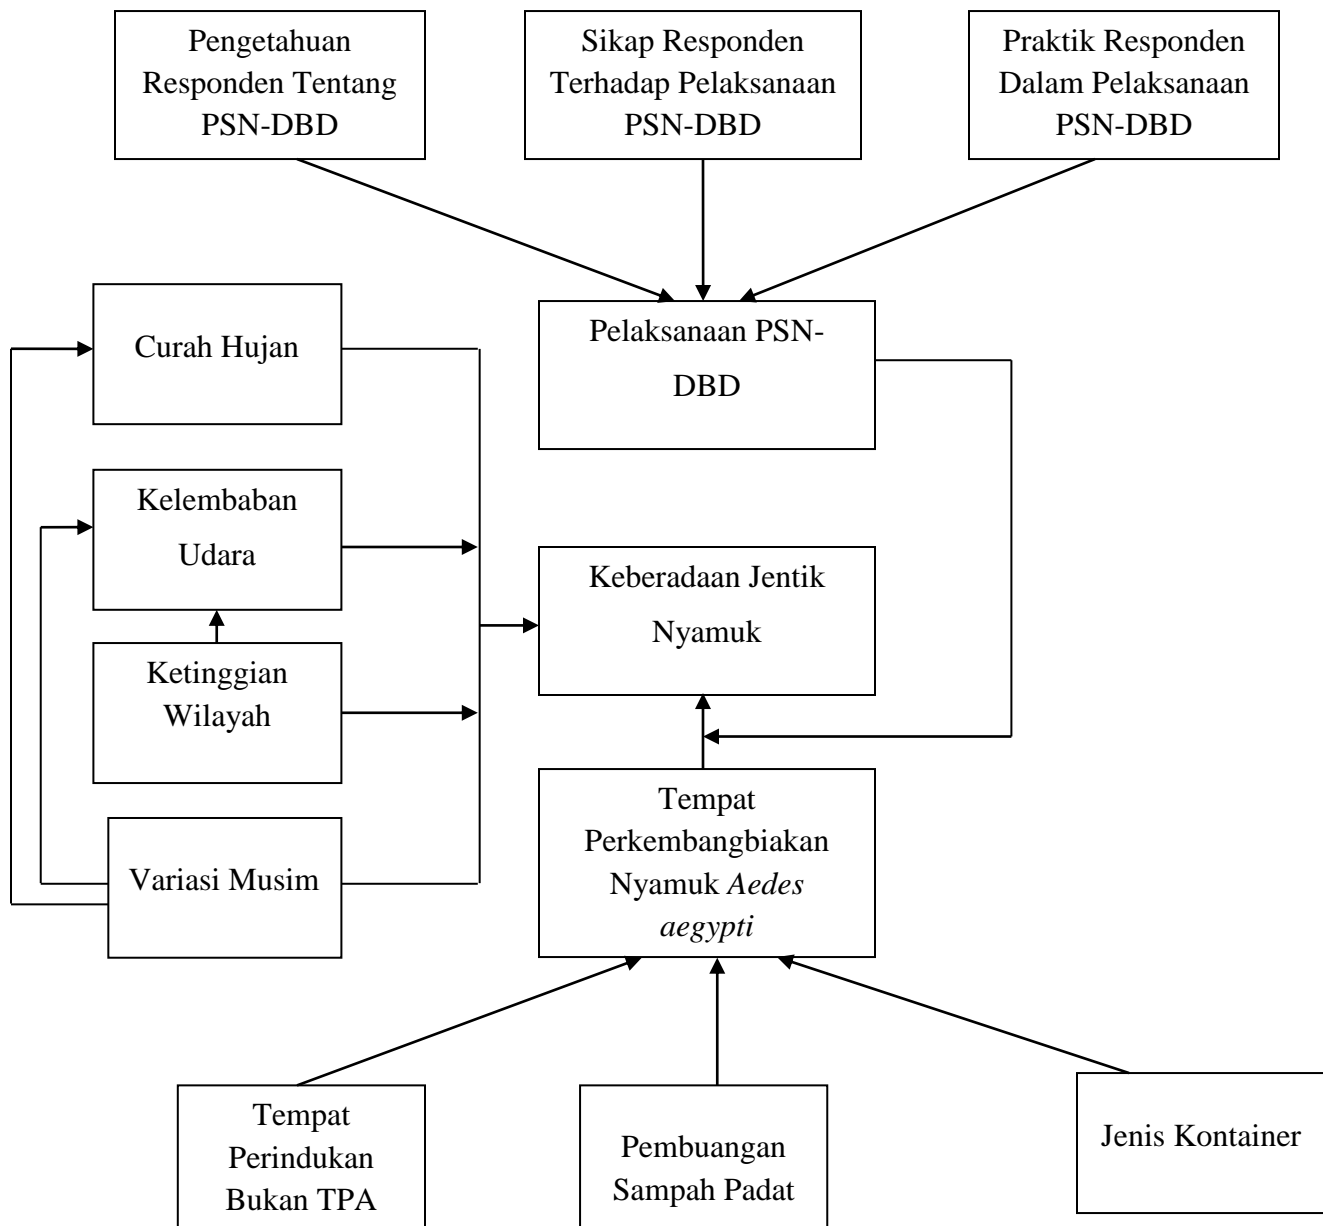 Pengetahuan
Responden Tentang
PSN-DBD
Sikap Responden
Terhadap Pelaksanaan
PSN-DBD
Praktik Responden
Dalam Pelaksanaan
PSN-DBD
Curah Hujan
Pelaksanaan PSN-
DBD
Kelembaban
Udara
Keberadaan Jentik
Nyamuk
Ketinggian
Wilayah
Variasi Musim
Tempat
Perkembangbiakan
Nyamuk Aedes
aegypti
Tempat
Perindukan
Bukan TPA
Pembuangan
Sampah Padat
Jenis Kontainer